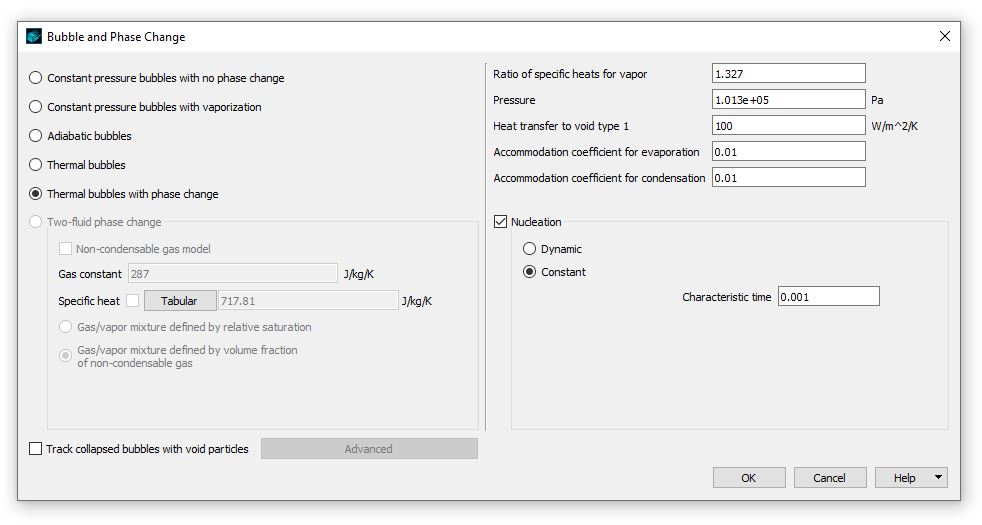 Bubble and Phase Change
Constant pressure bubbles with no phase change
Constant pressure bubbles with vaporization
Adiabatic bubbles
Thermal bubbles
Thermal bubbles with phase change
Two-fluid phase change
Non-condensable gas model
Gas constant 287 J/kg/K
Specific heat Tabular 717.81 J/kg/K
Gas/vapor mixture defined by relative saturation
Gas/vapor mixture defined by volume fraction
of non-condensable gas
Track collapsed bubbles with void particles Advanced
Ratio of specific heats for vapor 1.327
Pressure 1.013e+05 Pa
Heat transfer to void type 1 100 W/m^2/K
Accommodation coefficient for evaporation 0.01
Accommodation coefficient for condensation 0.01
Nucleation
Dynamic
Constant
Characteristic time 0.001
OK Cancel Help